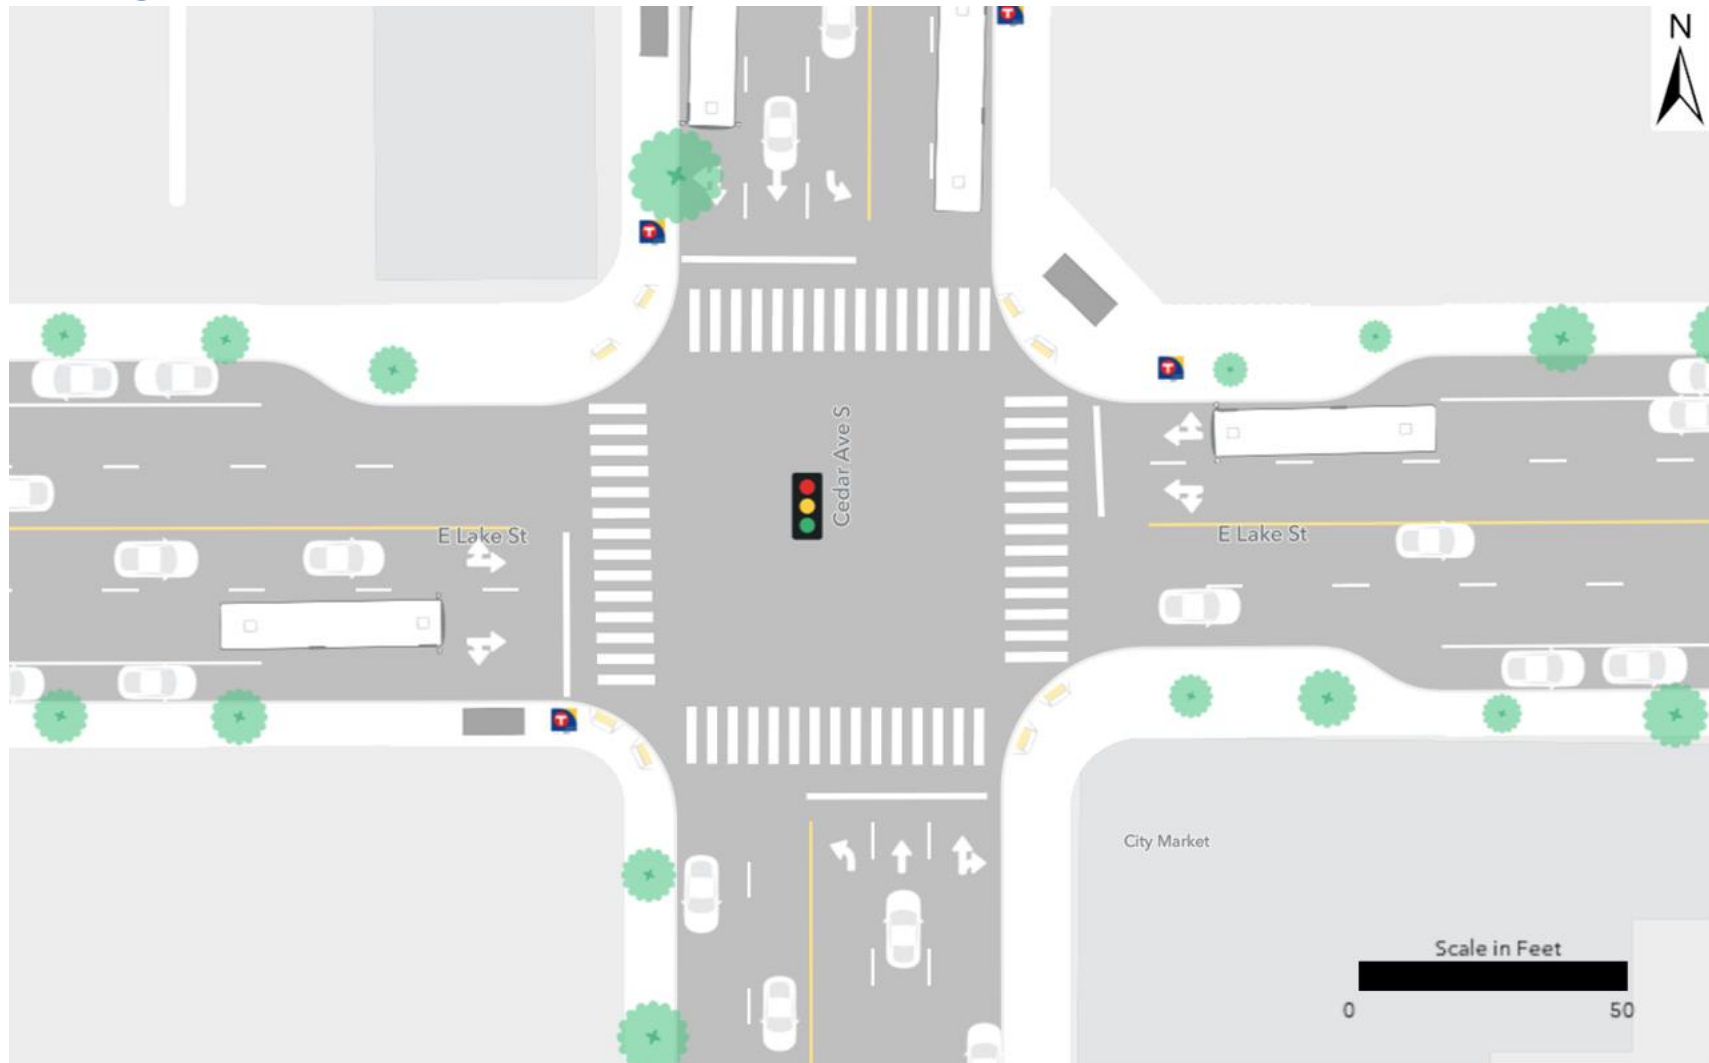 N
T
T
T
Cedar Ave S
E Lake St
E Lake St
T
City Market
Scale in Feet
0
50